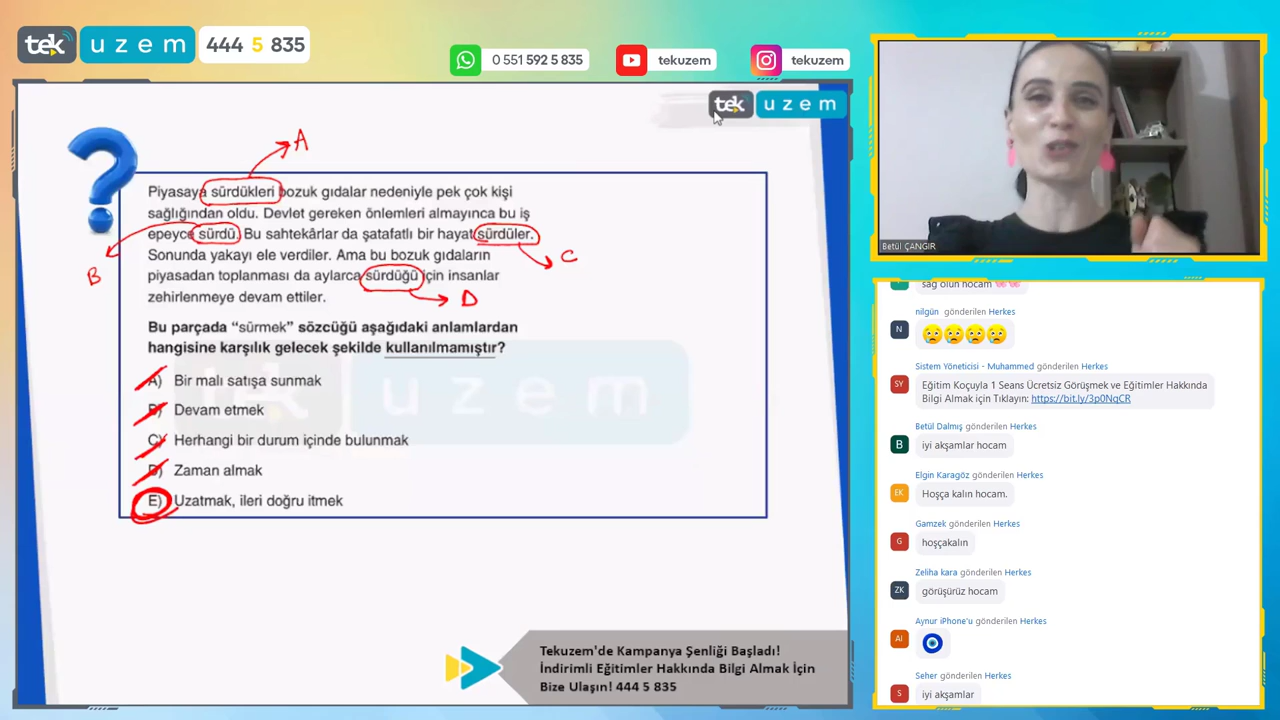 tek uzem 444 5 835
0 551 592 5 835
tekuzem
tekuzem
tek uzem
A
Piyasaya sürdükleri bozuk gıdalar nedeniyle pek çok kişi
sağlığından oldu. Devlet gereken önlemleri almayınca bu iş
epeyce sürdü. Bu sahtekârlar da şatafatlı bir hayat sürdüler.
Sonunda yakayı ele verdiler. Ama bu bozuk gıdaların
piyasadan toplanması da aylarca sürdüğü için insanlar
zehirlenmeye devam ettiler.
B
C
D
Bu parçada “sürmek” sözcüğü aşağıdaki anlamlardan
hangisine karşılık gelecek şekilde kullanılmamıştır?
A) Bir malı satışa sunmak
B) Devam etmek
C) Herhangi bir durum içinde bulunmak
D) Zaman almak
E) Uzatmak, ileri doğru itmek
tek uzem
Tekuzem'de Kampanya Şenliği Başladı!
İndirimli Eğitimler Hakkında Bilgi Almak İçin
Bize Ulaşın! 444 5 835
Betül ÇANGIR
sağ olun hocam
nilgün gönderilen Herkes
N
Sistem Yöneticisi - Muhammed gönderilen Herkes
SY
Eğitim Koçuyla 1 Seans Ücretsiz Görüşmek ve Eğitimler Hakkında
Bilgi Almak için Tıklayın: https://bit.ly/3p0NqCR
Betül Dalmış gönderilen Herkes
B
iyi akşamlar hocam
Elgin Karagöz gönderilen Herkes
EK
Hoşça kalın hocam.
Gamzek gönderilen Herkes
G
hoşçakalın
Zeliha kara gönderilen Herkes
ZK
görüşürüz hocam
Aynur iPhone'u gönderilen Herkes
AI
Seher gönderilen Herkes
S
iyi akşamlar